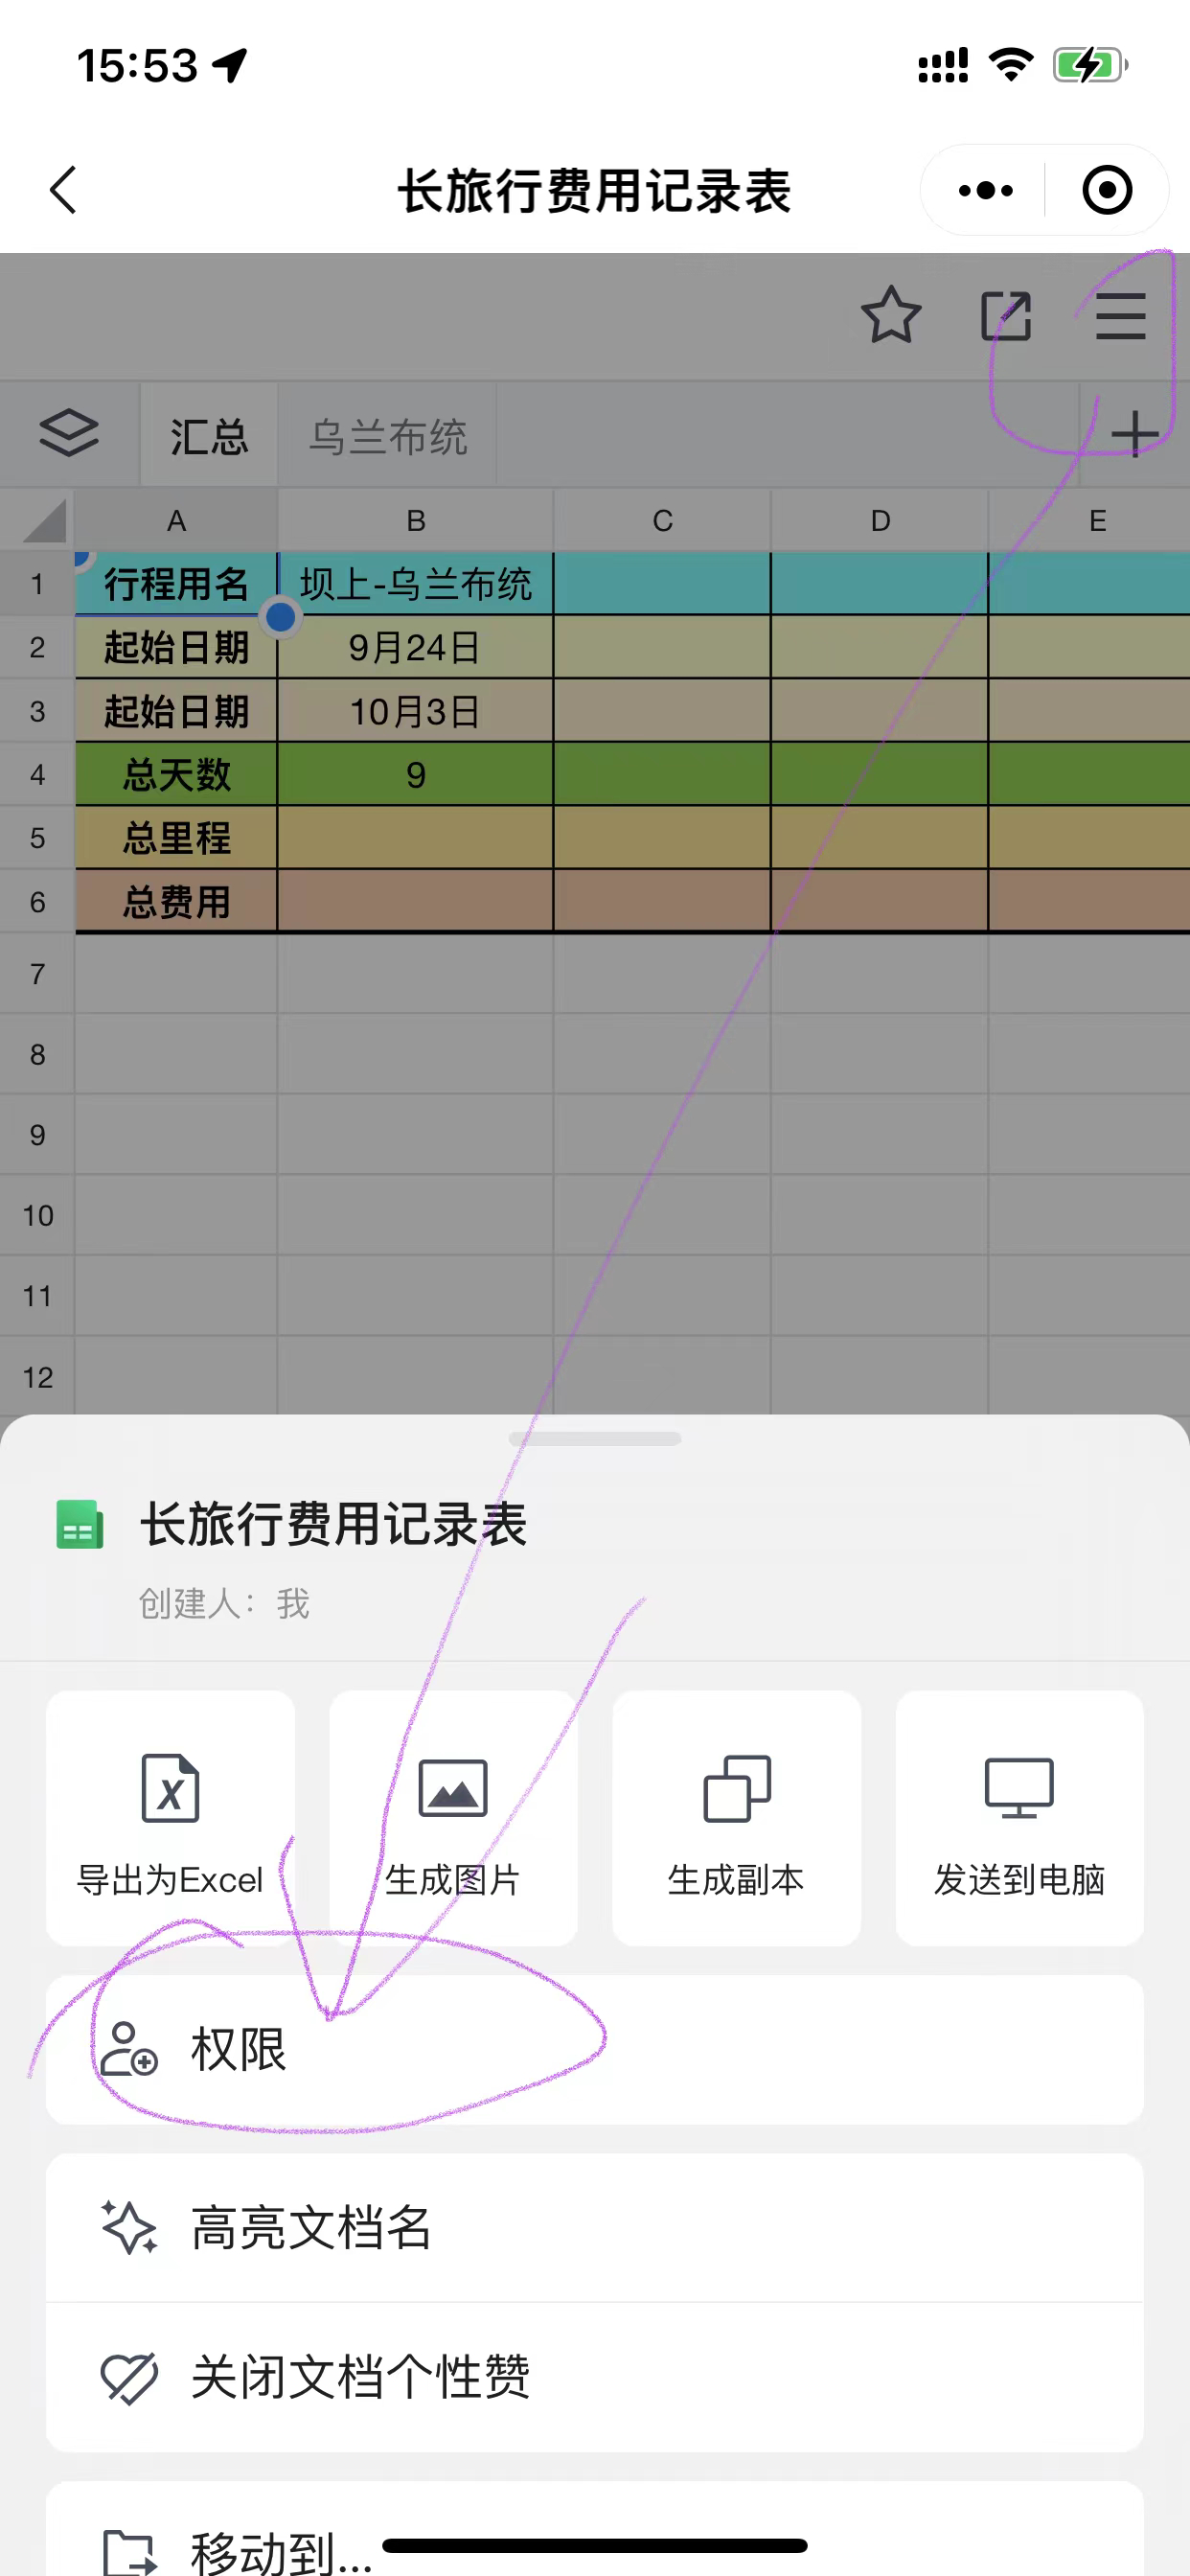 15:53
长旅行费用记录表
汇总 乌兰布统
A B C D E
1 行程用名 坝上-乌兰布统
2 起始日期 9月24日
3 起始日期 10月3日
4 总天数 9
5 总里程
6 总费用
7
8
9
10
11
12
长旅行费用记录表
创建人：我
导出为Excel 生成图片 生成副本 发送到电脑
权限
高亮文档名
关闭文档个性赞
移动到...